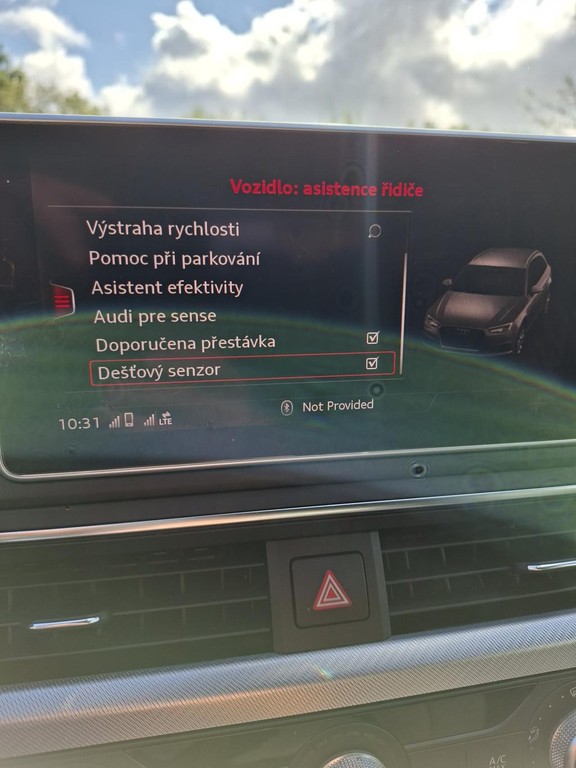 Vozidlo: asistence řidiče
Výstraha rychlosti
Pomoc při parkování
Asistent efektivity
Audi pre sense
Doporučena přestávka
Dešťový senzor
10:31 LTE Not Provided
A/C